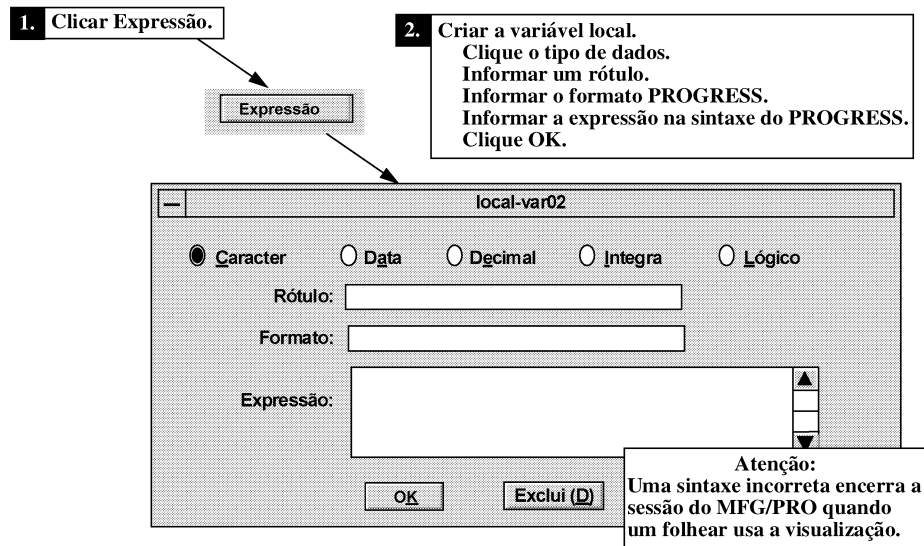 1. Clicar Expressão.
2. Criar a variável local.
Clique o tipo de dados.
Informar um rótulo.
Informar o formato PROGRESS.
Informar a expressão na sintaxe do PROGRESS.
Clique OK.
Expressão
local-var02
Caracter Data Decimal Integra Lógico
Rótulo:
Formato:
Expressão:
OK Exclui (D)
Atenção:
Uma sintaxe incorreta encerra a
sessão do MFG/PRO quando
um folhear usa a visualização.